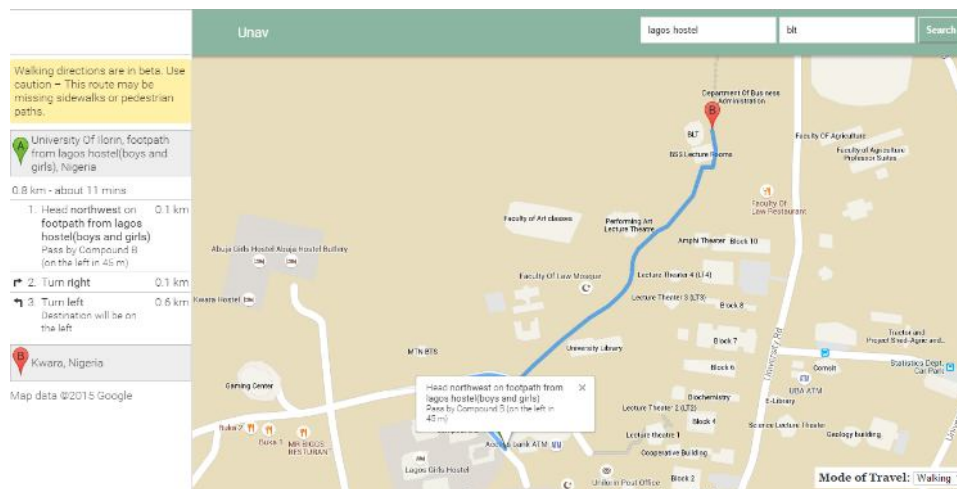 Unav
lagos hostel
blt
Search
Walking directions are in beta. Use
caution – This route may be
missing sidewalks or pedestrian
paths.
A
University Of Ilorin, footpath
from lagos hostel(boys and
girls), Nigeria
0.8 km - about 11 mins
1. Head northwest on 0.1 km
footpath from lagos
hostel(boys and girls)
Pass by Compound B
(on the left in 45 m)
2. Turn right 0.1 km
3. Turn left 0.6 km
Destination will be on
the left
B
Kwara, Nigeria
Map data ©2015 Google
Department Of Business
Administration
B
BLT
BSS Lecture Rooms
Faculty OF Agriculture
Faculty of Agriculture
Professor Suites
Faculty Of
Law Restaurant
Faculty of Art classes
Performing Art
Lecture Theatre
Amphi Theater
Block 10
Abuja Girls Hostel
Abuja Hostel Buttery
Faculty Of Law Mosque
Lecture Theater 4 (LT4)
Kwara Hostel
Lecture Theater 3 (LT3)
Block 8
University Rd
Tractor and
Project Shed-Agric and...
MTN BTS
University Library
Block 7
Statistics Dept.
Car Park
Block 6
Comsit
UBA ATM
Gaming Center
Head northwest on footpath from
lagos hostel(boys and girls)
Pass by Compound B (on the left in
45 m)
Biochemistry
E-Library
Lecture Theater 2 (LT2)
Block 4
Science Lecture Theater
Buka 2
Buka 1
MR BIGGS
RESTURAN
Access bank ATM
Lecture theatre 1
Geology building
Cooperative Building
Lagos Girls Hostel
Unilorin Post Office
Block 2
Mode of Travel: Walking